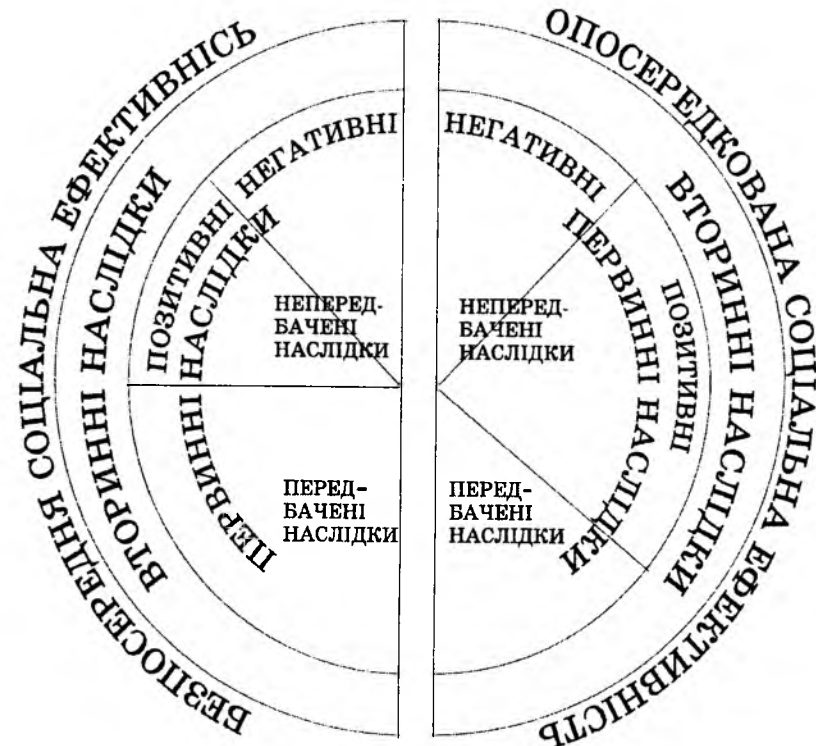 БЕЗПОСЕРЕДНЯ СОЦІАЛЬНА ЕФЕКТИВНІСЬ
ВТОРИННІ НАСЛІДКИ
ПОЗИТИВНІ
НЕГАТИВНІ
ПЕРВИННІ НАСЛІДКИ
НЕПЕРЕД-
БАЧЕНІ
НАСЛІДКИ
ПЕРЕД-
БАЧЕНІ
НАСЛІДКИ
ОПОСЕРЕДКОВАНА СОЦІАЛЬНА ЕФЕКТИВНІСТЬ
ВТОРИННІ НАСЛІДКИ
НЕГАТИВНІ
ПОЗИТИВНІ
ПЕРВИННІ НАСЛІДКИ
НЕПЕРЕД-
БАЧЕНІ
НАСЛІДКИ
ПЕРЕД-
БАЧЕНІ
НАСЛІДКИ